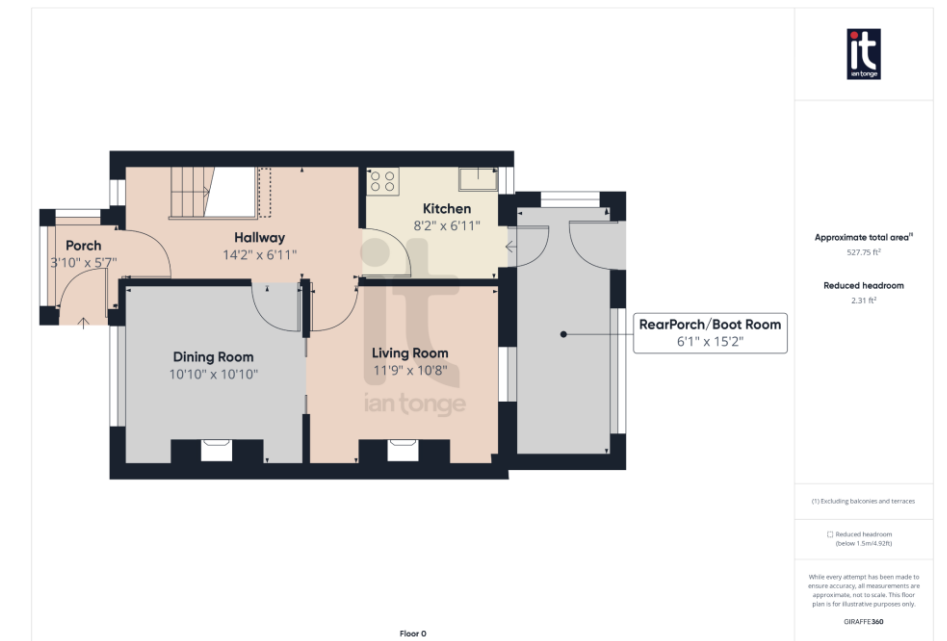 it
ian tonge
Approximate total area⁽¹⁾
527.75 ft²
Reduced headroom
2.31 ft²
Kitchen
8'2" x 6'11"
Hallway
14'2" x 6'11"
Porch
3'10" x 5'7"
RearPorch/Boot Room
6'1" x 15'2"
Dining Room
10'10" x 10'10"
Living Room
11'9" x 10'8"
it
ian tonge
(1) Excluding balconies and terraces
Reduced headroom
(below 1.5m/4.92ft)
While every attempt has been made to
ensure accuracy, all measurements are
approximate, not to scale. This floor
plan is for illustrative purposes only.
GIRAFFE360
Floor 0